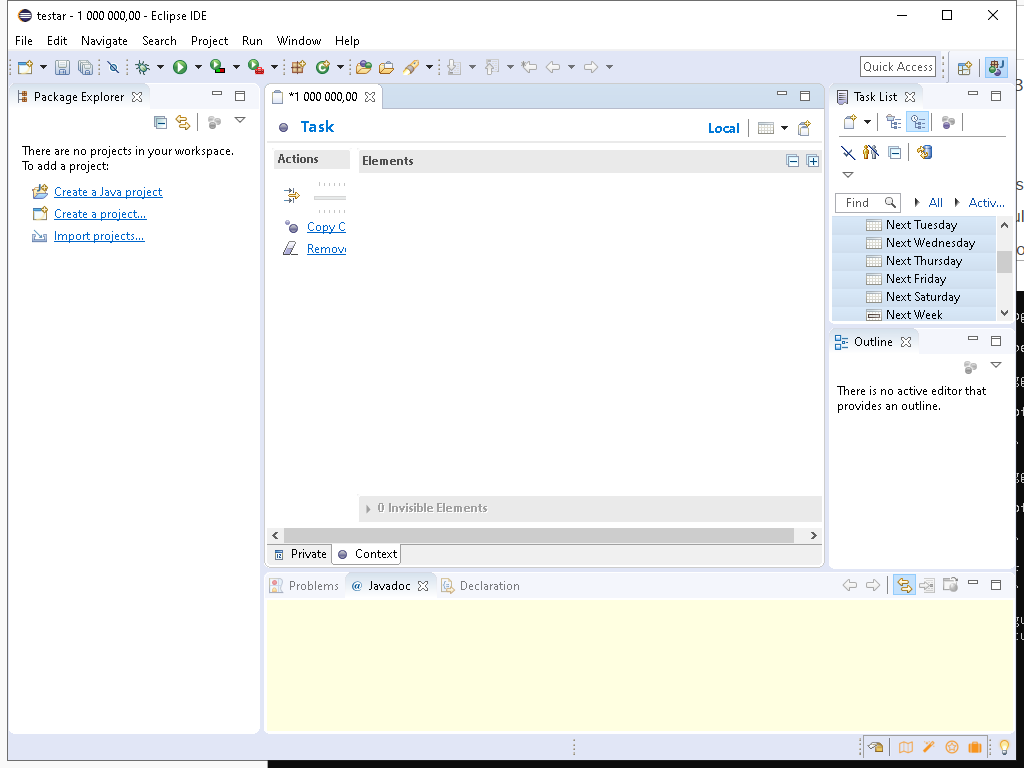 testar - 1 000 000,00 - Eclipse IDE
File Edit Navigate Search Project Run Window Help
Quick Access
Package Explorer
There are no projects in your workspace.
To add a project:
Create a Java project
Create a project...
Import projects...
*1 000 000,00
Task
Local
Actions
Elements
Copy C
Remov
0 Invisible Elements
Private Context
Task List
Find All Activ...
Next Tuesday
Next Wednesday
Next Thursday
Next Friday
Next Saturday
Next Week
Outline
There is no active editor that
provides an outline.
Problems @ Javadoc Declaration